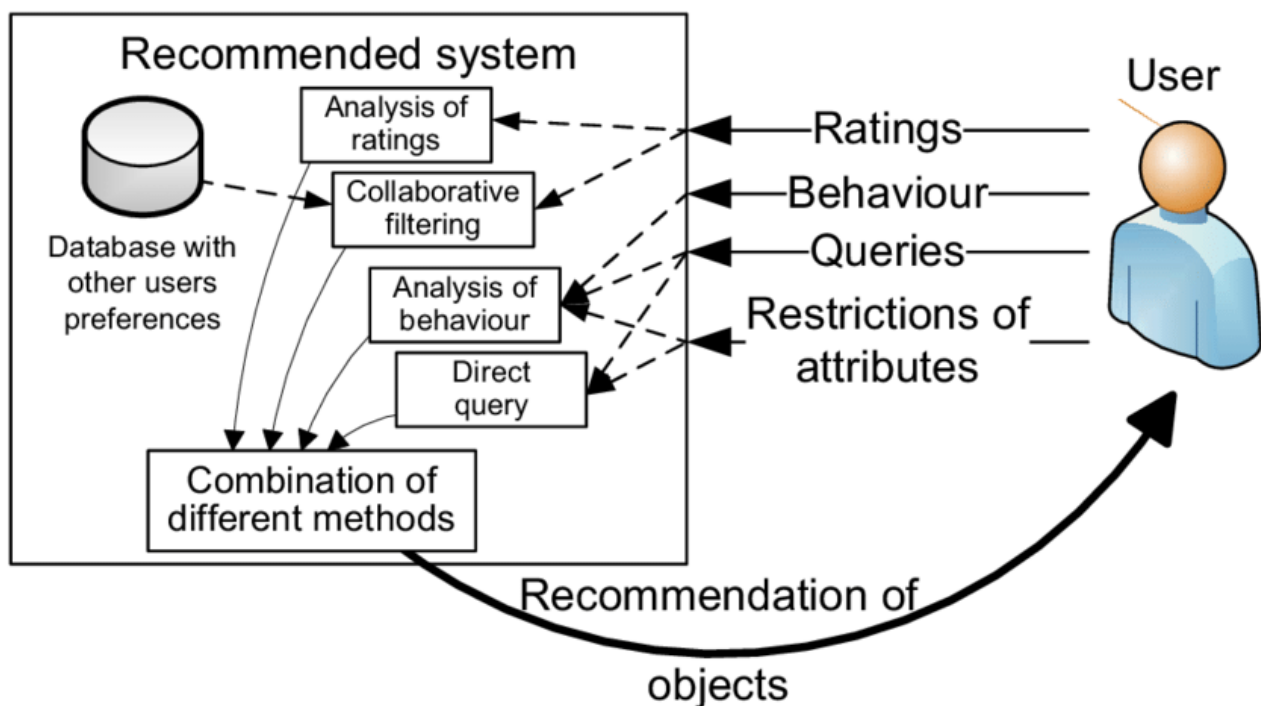 Recommended system
User
Analysis of
ratings
Ratings
Collaborative
filtering
Behaviour
Database with
other users
preferences
Queries
Analysis of
behaviour
Restrictions of
attributes
Direct
query
Combination of
different methods
Recommendation of
objects